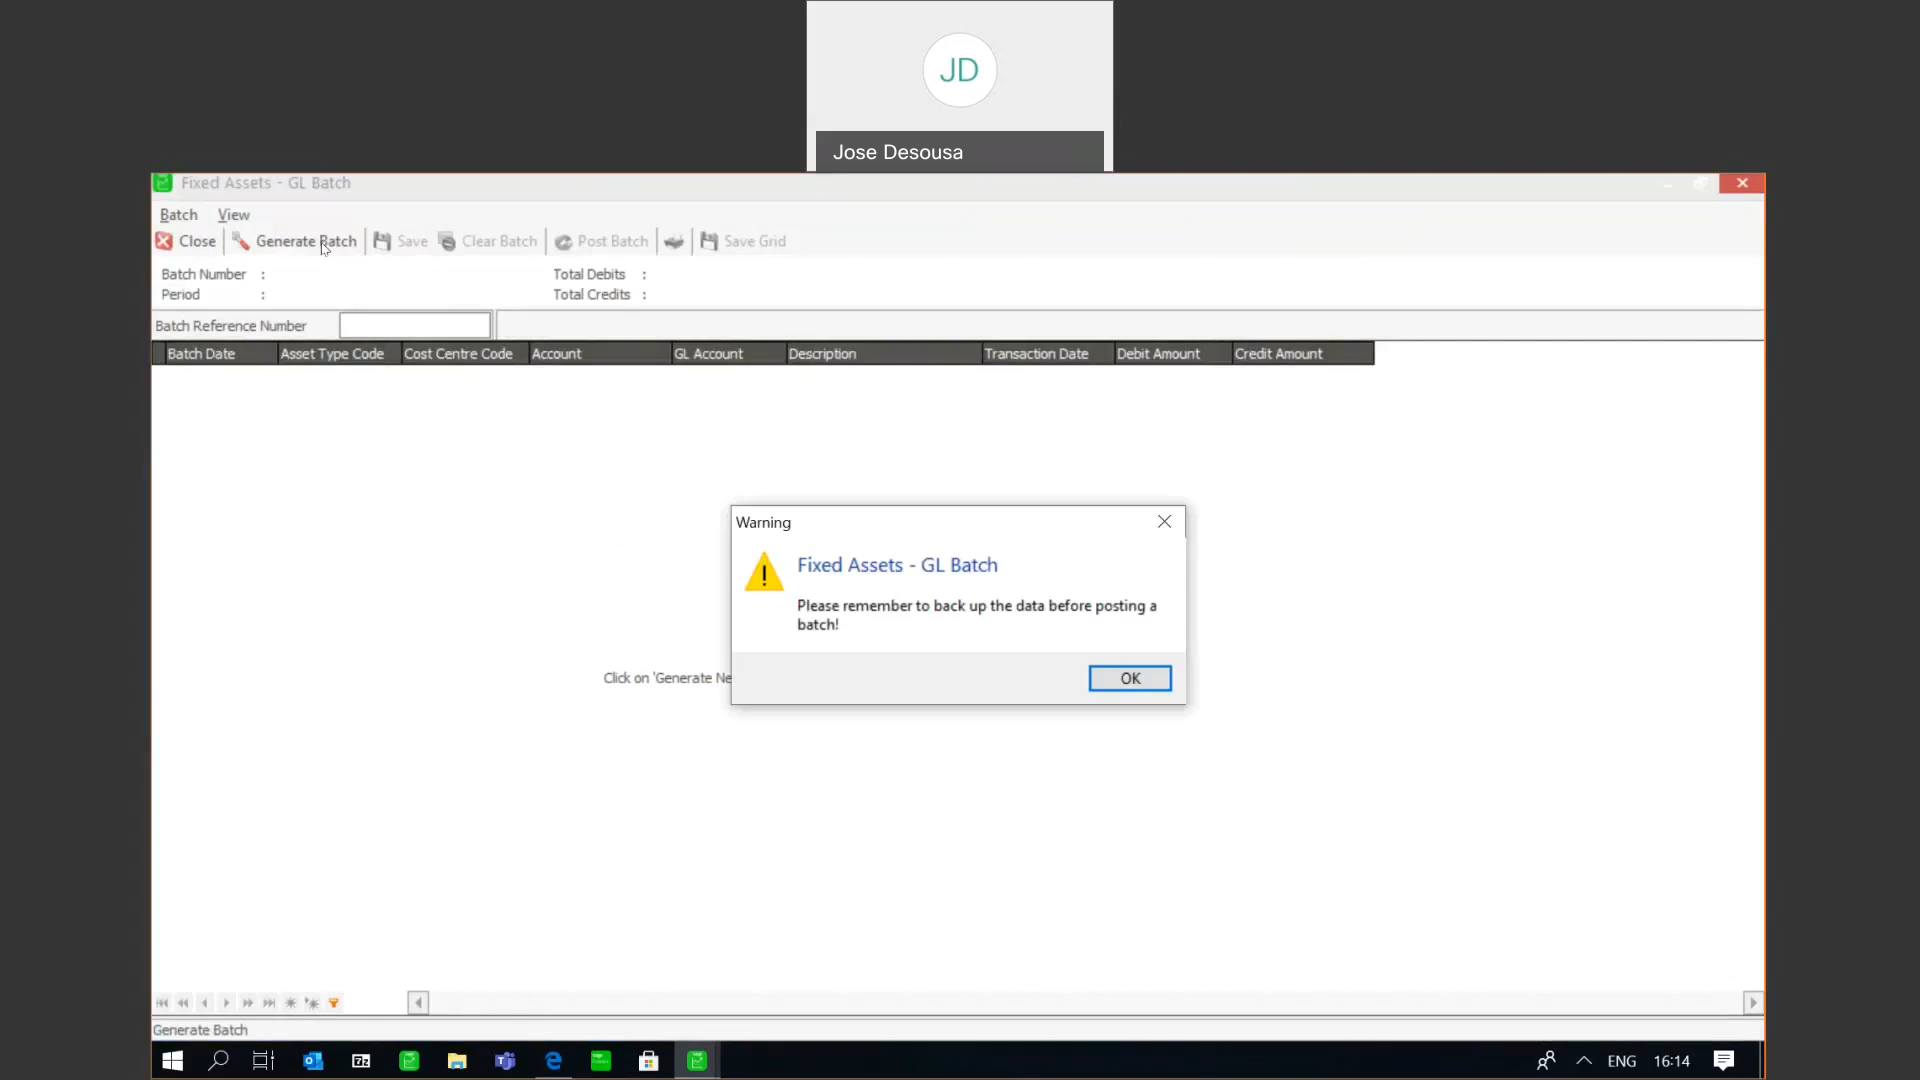 JD
Jose Desousa
Fixed Assets - GL Batch
Batch View
Close Generate Batch Save Clear Batch Post Batch Save Grid
Batch Number : Total Debits :
Period : Total Credits :
Batch Reference Number
Batch Date Asset Type Code Cost Centre Code Account GL Account Description Transaction Date Debit Amount Credit Amount
Warning
Fixed Assets - GL Batch
Please remember to back up the data before posting a
batch!
Click on 'Generate Ne
OK
Generate Batch
7z
ENG 16:14